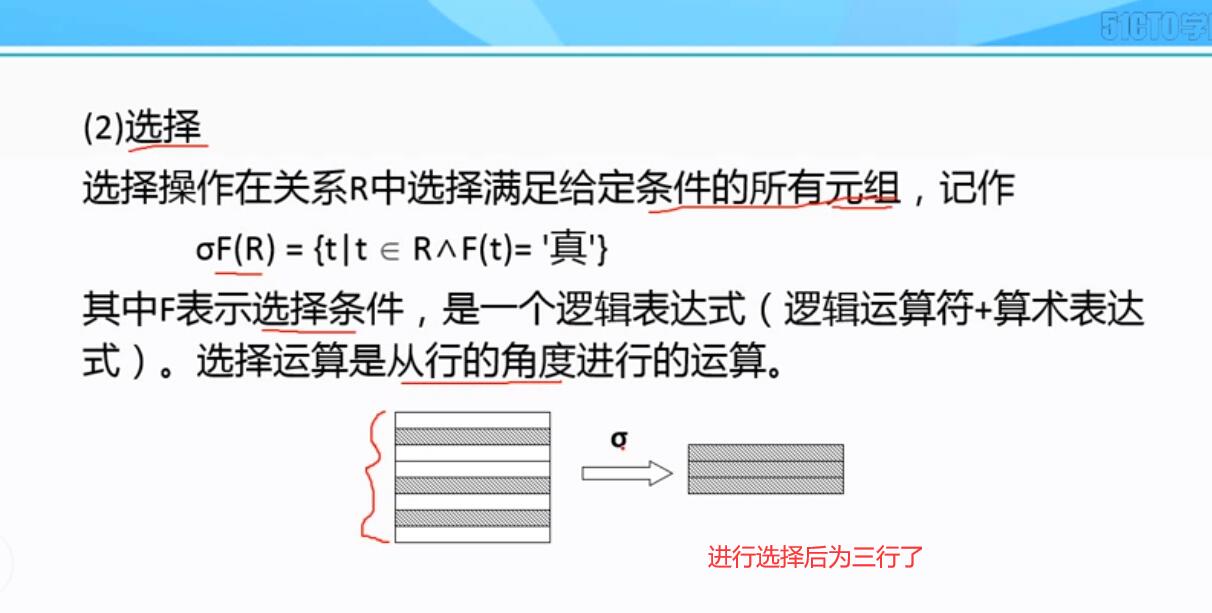 51CTO学
(2)选择
选择操作在关系R中选择满足给定条件的所有元组，记作
σF(R) = {t|t ∈ R∧F(t)= '真'}
其中F表示选择条件，是一个逻辑表达式（逻辑运算符+算术表达
式）。选择运算是从行的角度进行的运算。
σ
进行选择后为三行了